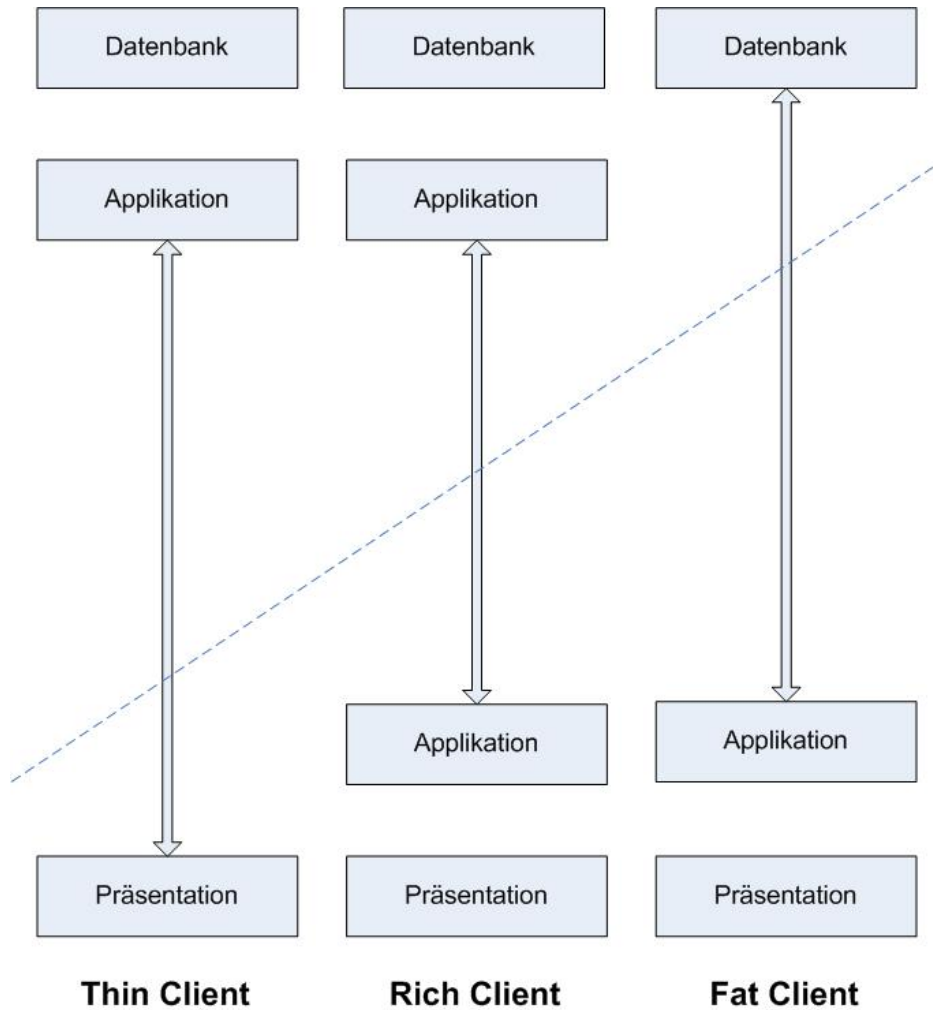 Datenbank
Datenbank
Datenbank
Applikation
Applikation
Applikation
Applikation
Präsentation
Präsentation
Präsentation
Thin Client
Rich Client
Fat Client